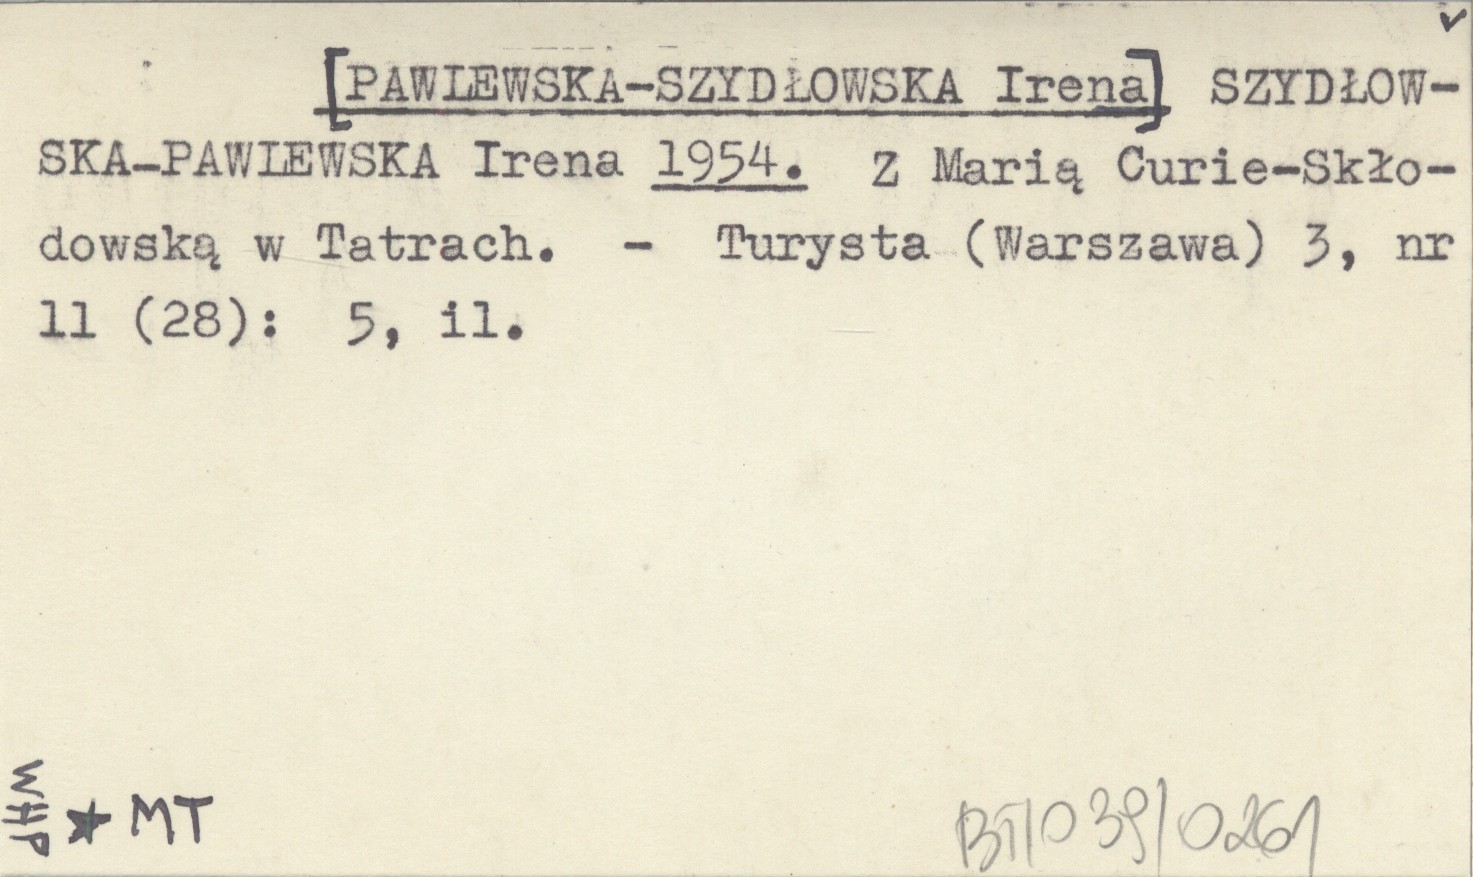 ✓
[PAWLEWSKA-SZYDŁOWSKA Irena] SZYDŁOW-
SKA-PAWLEWSKA Irena 1954. Z Marią Curie-Skło-
dowską w Tatrach. - Turysta (Warszawa) 3, nr
11 (28): 5, il.
WHP ★ MT
BT/039/0261